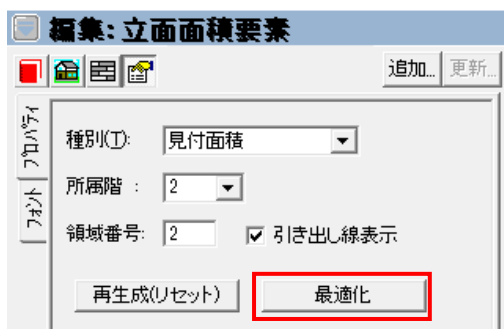 編集: 立面面積要素
追加... 更新...
プロパティ
フォント
種別(T): 見付面積
所属階 : 2
領域番号: 2 引き出し線表示
再生成(リセット) 最適化